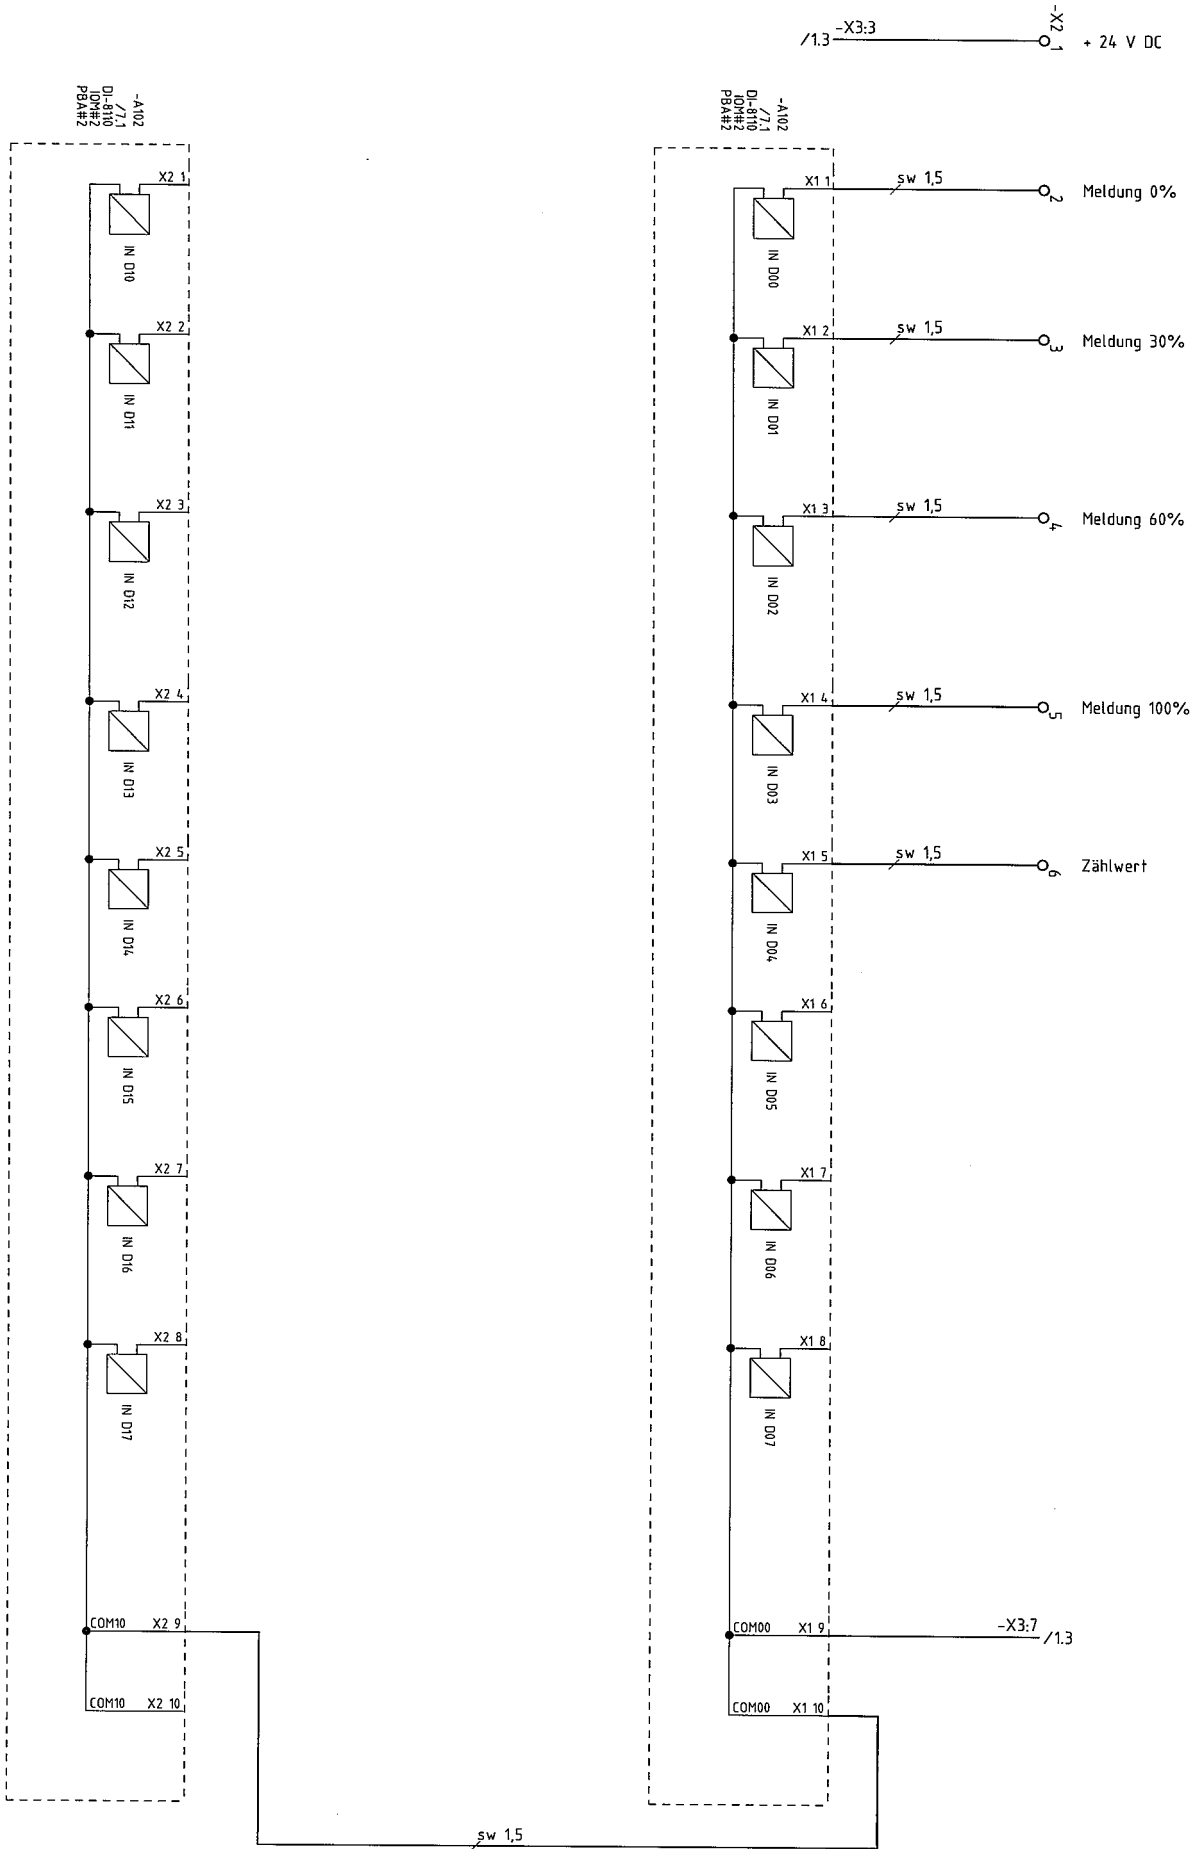 -X3:3
/1.3
-X2
1
+ 24 V DC
-A102
/7.1
DI-8110
IOM#2
PBA#2
X2 1
IN D10
X2 2
IN D11
X2 3
IN D12
X2 4
IN D13
X2 5
IN D14
X2 6
IN D15
X2 7
IN D16
X2 8
IN D17
COM10 X2 9
COM10 X2 10
-A102
/7.1
DI-8110
IOM#2
PBA#2
X1 1
sw 1,5
2
Meldung 0%
IN D00
X1 2
sw 1,5
3
Meldung 30%
IN D01
X1 3
sw 1,5
4
Meldung 60%
IN D02
X1 4
sw 1,5
5
Meldung 100%
IN D03
X1 5
sw 1,5
6
Zählwert
IN D04
X1 6
IN D05
X1 7
IN D06
X1 8
IN D07
COM00 X1 9
-X3:7
/1.3
COM00 X1 10
sw 1,5